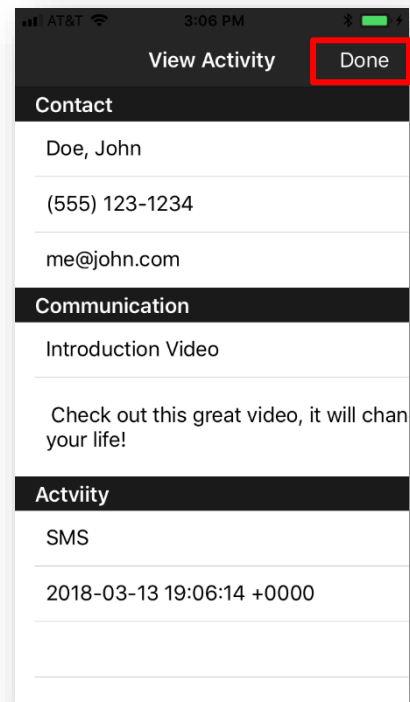 AT&T 3:06 PM
View Activity Done
Contact
Doe, John
(555) 123-1234
me@john.com
Communication
Introduction Video
Check out this great video, it will chan
your life!
Actviity
SMS
2018-03-13 19:06:14 +0000